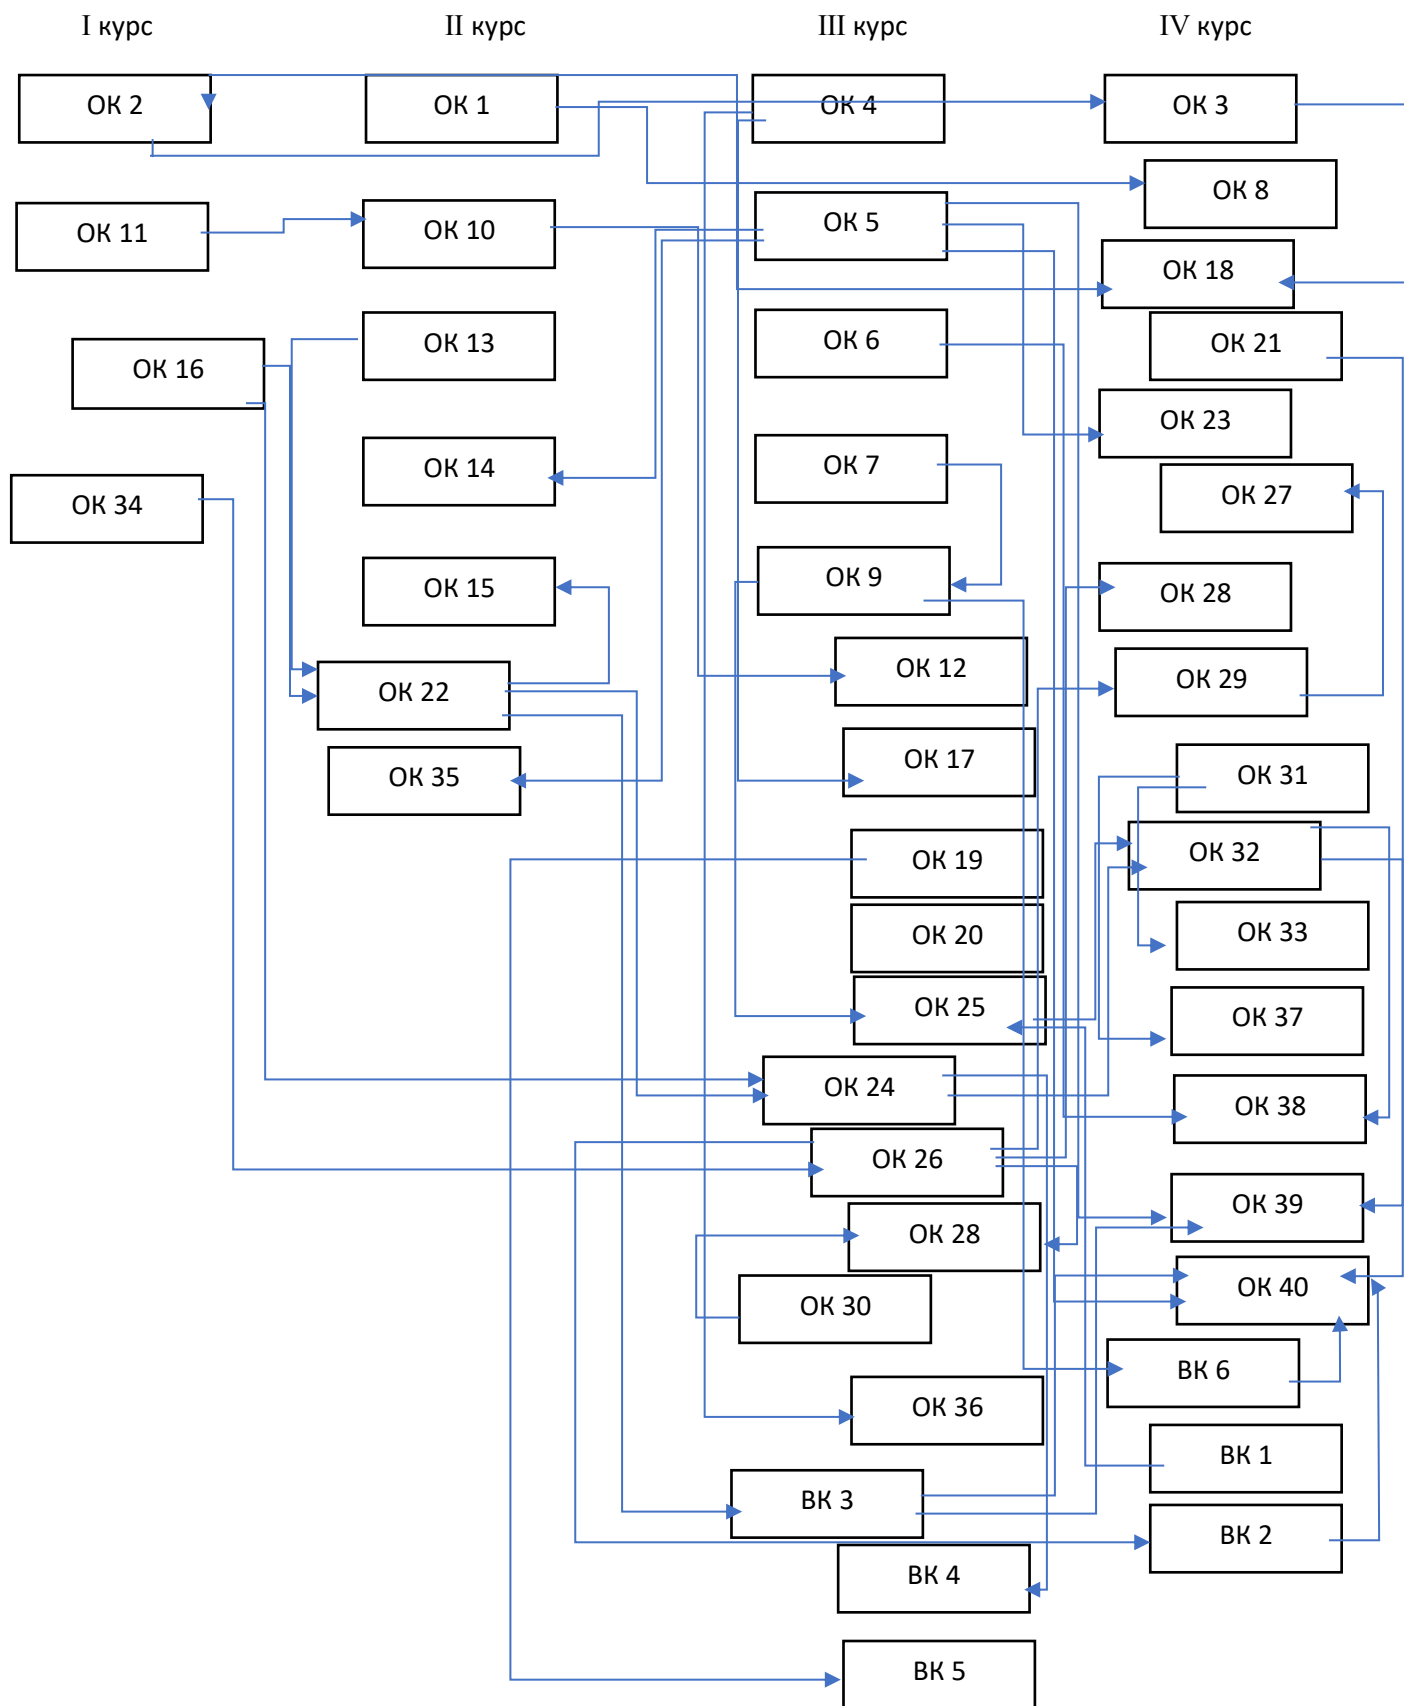 I курс
II курс
III курс
IV курс
ОК 2
ОК 1
ОК 4
ОК 3
ОК 8
ОК 11
ОК 10
ОК 5
ОК 18
ОК 16
ОК 13
ОК 6
ОК 21
ОК 23
ОК 34
ОК 14
ОК 7
ОК 27
ОК 15
ОК 9
ОК 28
ОК 22
ОК 12
ОК 29
ОК 35
ОК 17
ОК 31
ОК 19
ОК 32
ОК 20
ОК 33
ОК 25
ОК 37
ОК 24
ОК 38
ОК 26
ОК 39
ОК 28
ОК 30
ОК 40
ОК 36
ВК 6
ВК 1
ВК 3
ВК 2
ВК 4
ВК 5